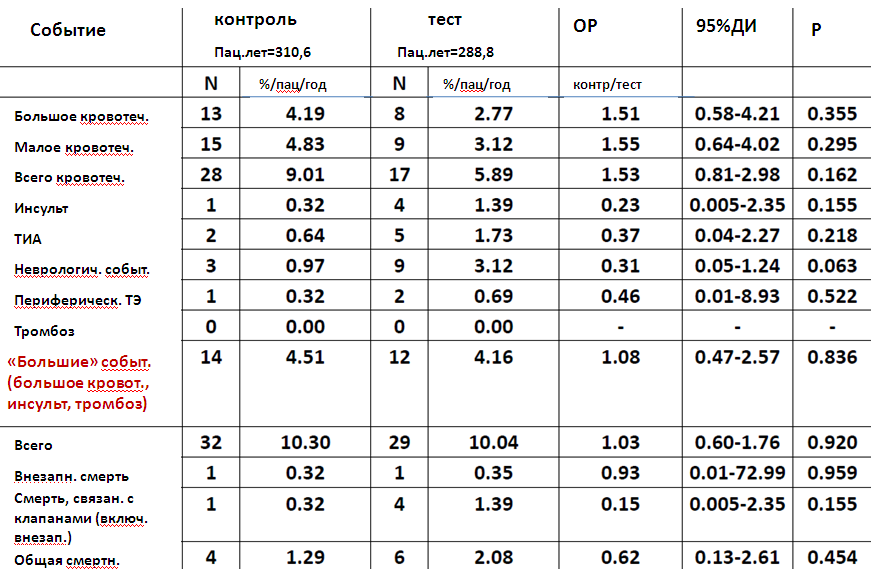 Событие контроль тест ОР 95%ДИ P
Пац.лет=310,6 Пац.лет=288,8
N %/пац/год N %/пац/год контр/тест
Большое кровотеч. 13 4.19 8 2.77 1.51 0.58-4.21 0.355
Малое кровотеч. 15 4.83 9 3.12 1.55 0.64-4.02 0.295
Всего кровотеч. 28 9.01 17 5.89 1.53 0.81-2.98 0.162
Инсульт 1 0.32 4 1.39 0.23 0.005-2.35 0.155
ТИА 2 0.64 5 1.73 0.37 0.04-2.27 0.218
Неврологич. событ. 3 0.97 9 3.12 0.31 0.05-1.24 0.063
Периферическ. ТЭ 1 0.32 2 0.69 0.46 0.01-8.93 0.522
Тромбоз 0 0.00 0 0.00 - - -
«Большие» событ. 14 4.51 12 4.16 1.08 0.47-2.57 0.836
(большое кровот.,
инсульт, тромбоз)
Всего 32 10.30 29 10.04 1.03 0.60-1.76 0.920
Внезапн. смерть 1 0.32 1 0.35 0.93 0.01-72.99 0.959
Смерть, связан. с 1 0.32 4 1.39 0.15 0.005-2.35 0.155
клапанами (включ.
внезап.)
Общая смертн. 4 1.29 6 2.08 0.62 0.13-2.61 0.454